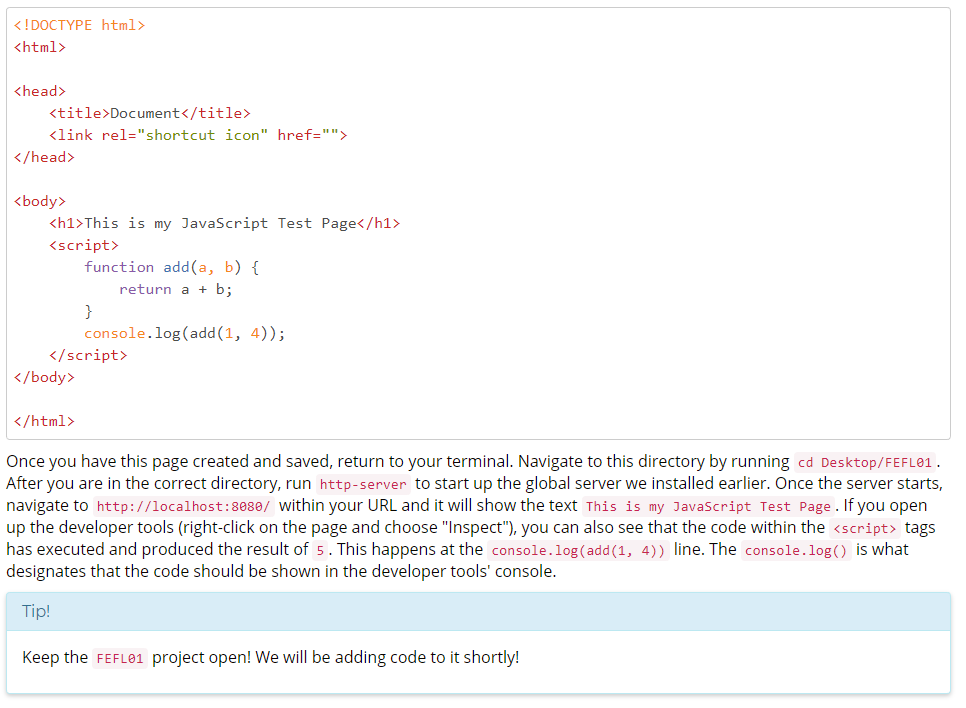 <!DOCTYPE html>
<html>

<head>
    <title>Document</title>
    <link rel="shortcut icon" href="">
</head>

<body>
    <h1>This is my JavaScript Test Page</h1>
    <script>
        function add(a, b) {
            return a + b;
        }
        console.log(add(1, 4));
    </script>
</body>

</html>
Once you have this page created and saved, return to your terminal. Navigate to this directory by running cd Desktop/FEFL01.
After you are in the correct directory, run http-server to start up the global server we installed earlier. Once the server starts,
navigate to http://localhost:8080/ within your URL and it will show the text This is my JavaScript Test Page. If you open
up the developer tools (right-click on the page and choose "Inspect"), you can also see that the code within the <script> tags
has executed and produced the result of 5. This happens at the console.log(add(1, 4)) line. The console.log() is what
designates that the code should be shown in the developer tools' console.
Tip!
Keep the FEFL01 project open! We will be adding code to it shortly!